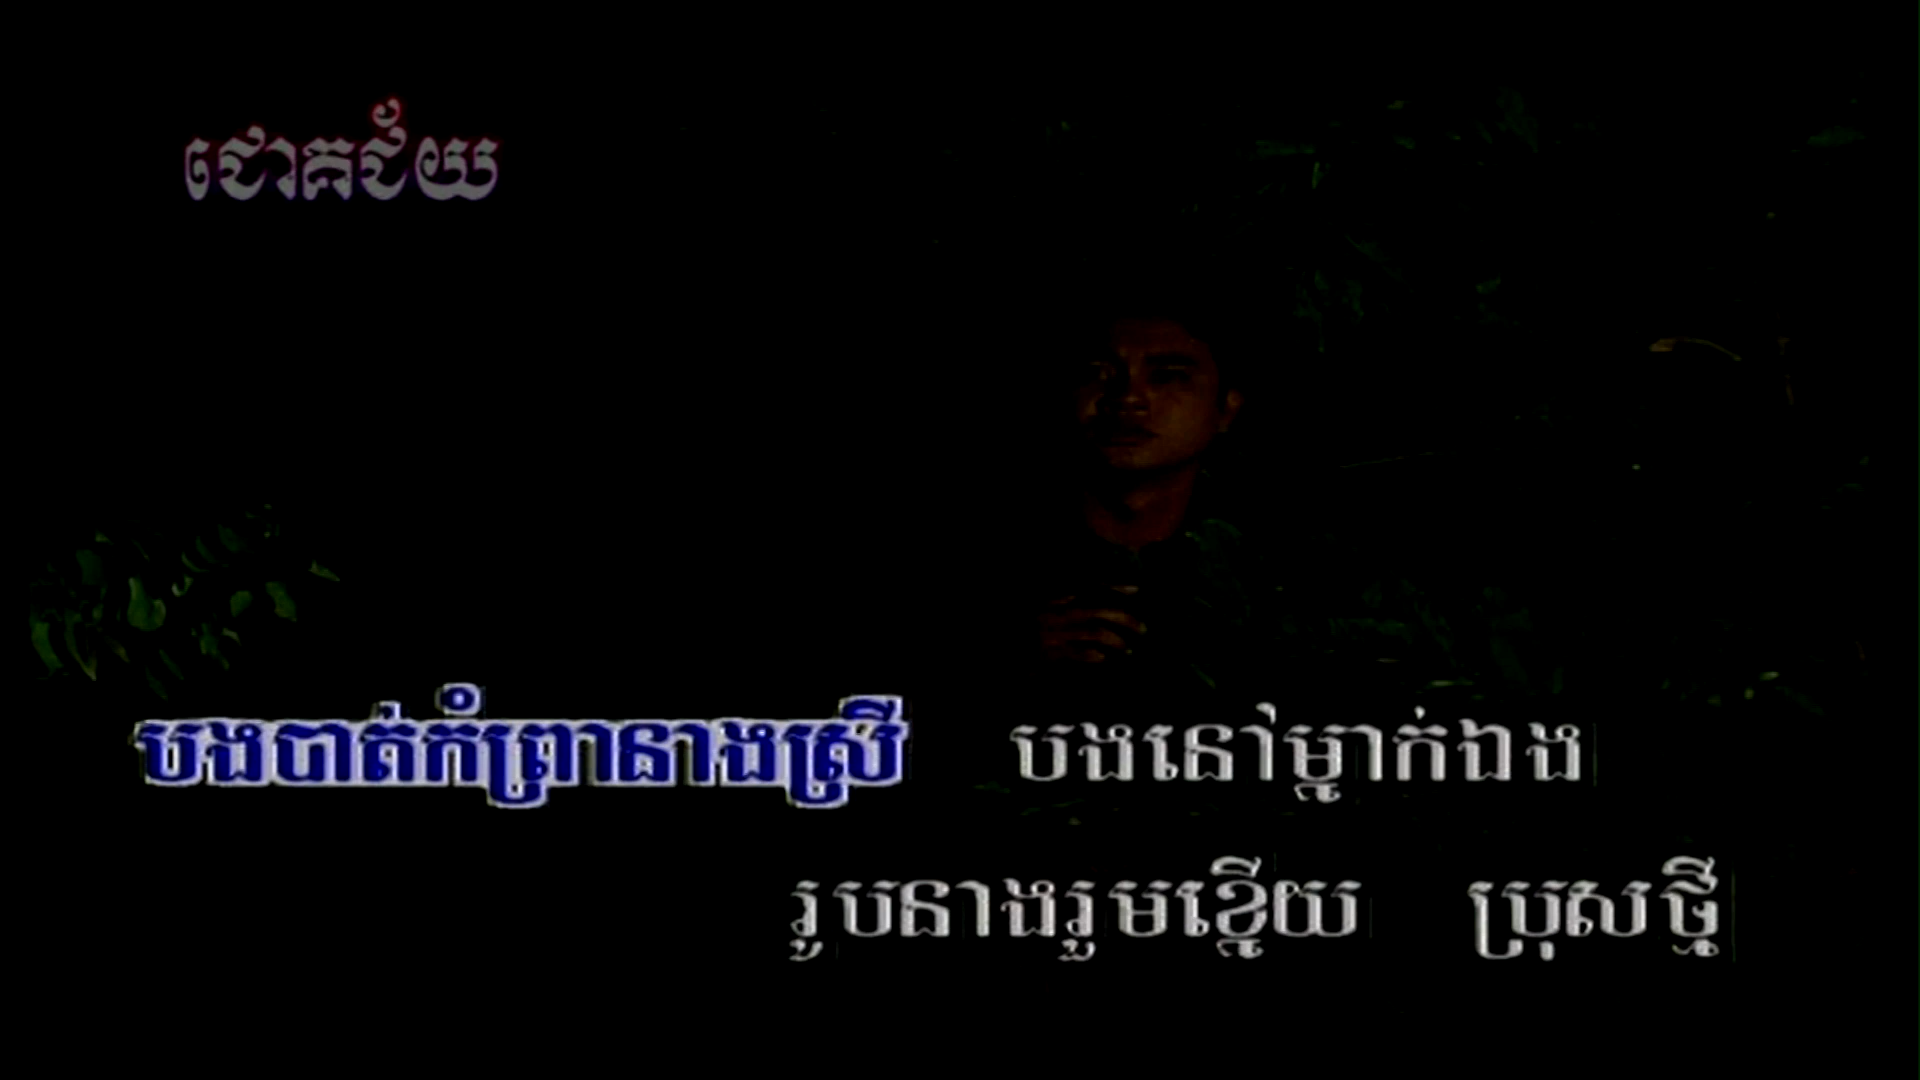 ជោគជ័យ
បងបាត់កំព្រានាងស្រី បងនៅម្នាក់ឯង
រូបនាងរួមខ្នើយ ប្រុសថ្មី